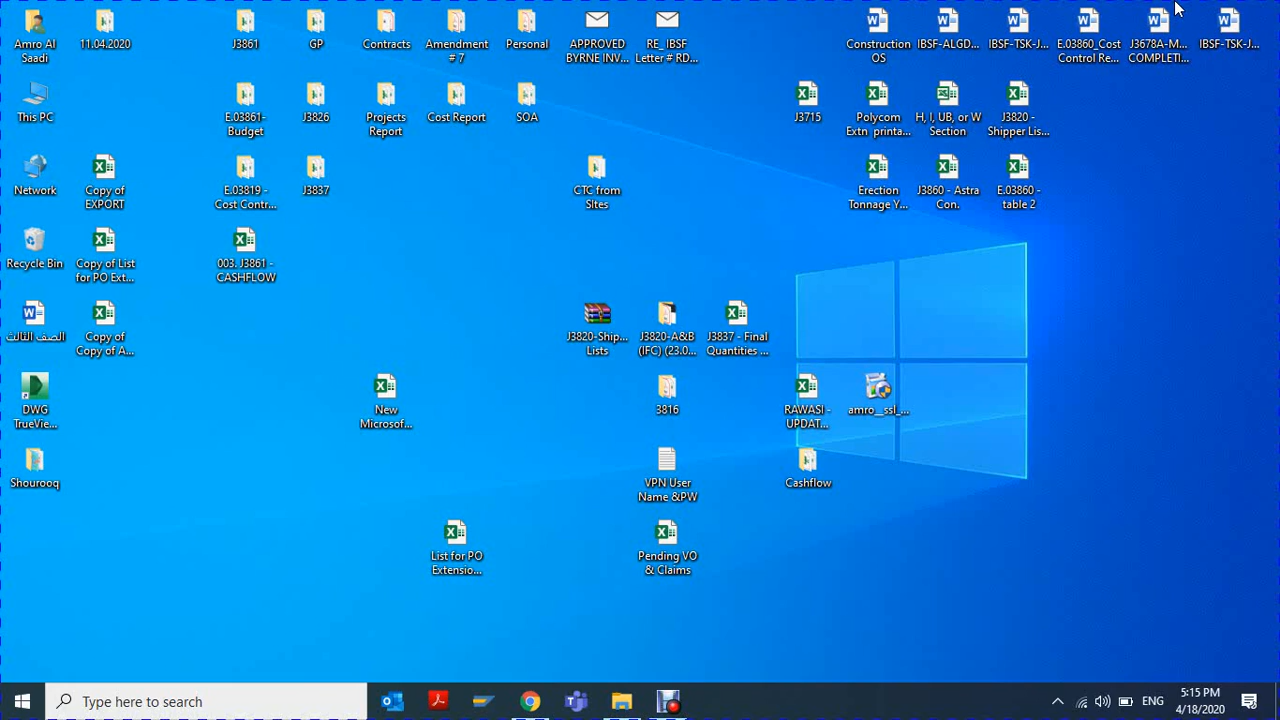 Amro Al
Saadi
11.04.2020
J3861
GP
Contracts
Amendment
# 7
Personal
APPROVED
BYRNE INV...
RE_ IBSF
Letter # RD...
Construction
OS
IBSF-ALGD...
IBSF-TSK-J...
E.03860_Cost
Control Re...
J3678A-M...
COMPLETI...
IBSF-TSK-J...
This PC
E.03861-
Budget
J3826
Projects
Report
Cost Report
SOA
J3715
Polycom
Extn printa...
H, I, UB, or W
Section
J3820 -
Shipper Lis...
Network
Copy of
EXPORT
E.03819 -
Cost Contr...
J3837
CTC from
SItes
Erection
Tonnage Y...
J3860 - Astra
Con.
E.03860 -
table 2
Recycle Bin
Copy of List
for PO Ext...
003. J3861 -
CASHFLOW
الصف الثالث
Copy of
Copy of A...
J3820-Ship...
Lists
J3820-A&B
(IFC) (23.0...
J3837 - Final
Quantities ...
DWG
TrueVie...
New
Microsof...
3816
RAWASI -
UPDAT...
amro__ssl_...
Shourooq
VPN User
Name &PW
Cashflow
List for PO
Extensio...
Pending VO
& Claims
Type here to search
ENG
5:15 PM
4/18/2020